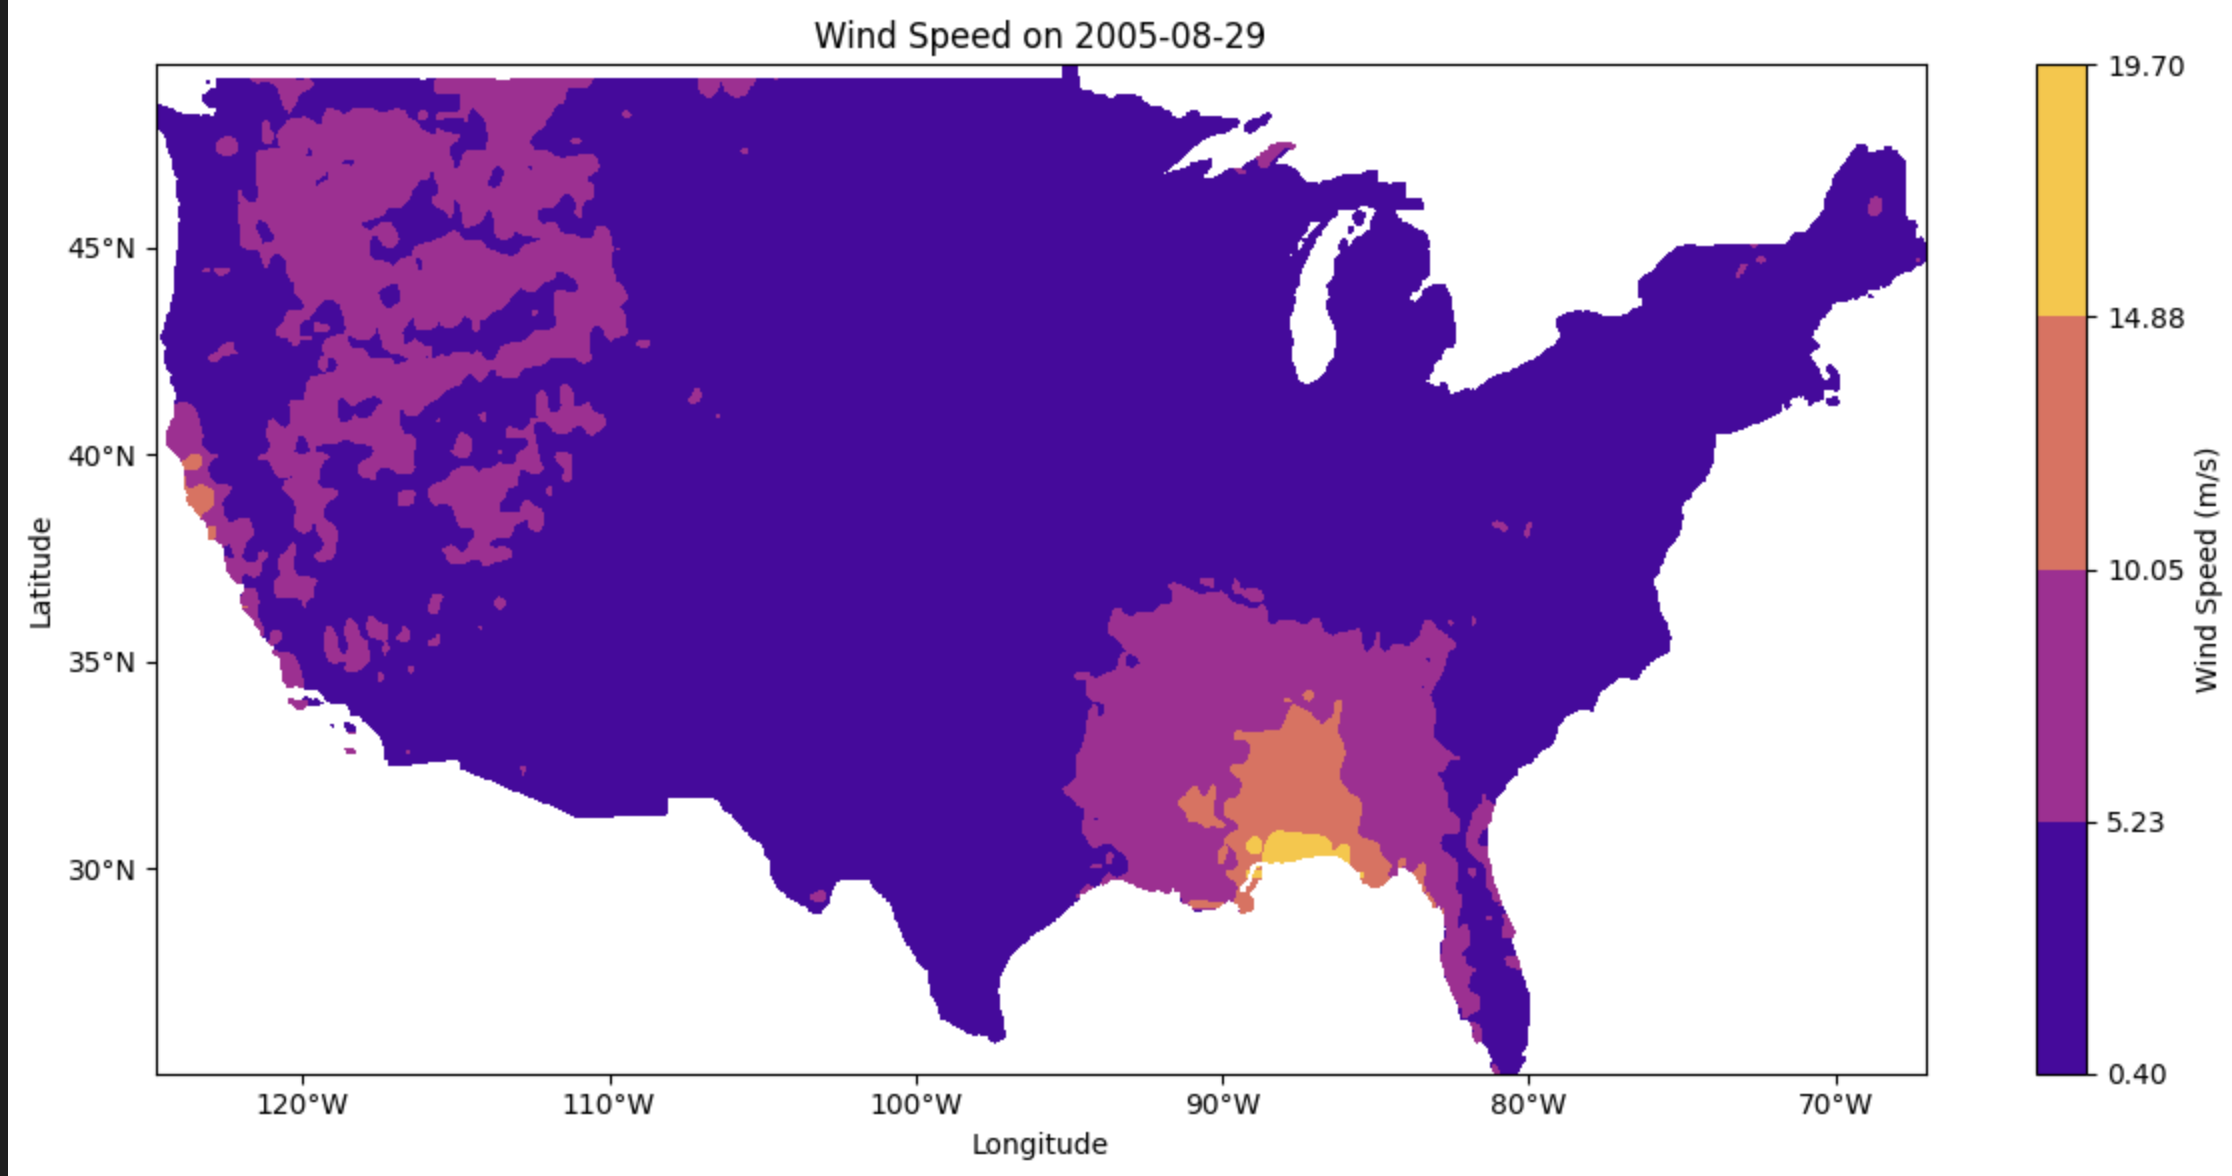 Wind Speed on 2005-08-29
45°N
40°N
35°N
30°N
Latitude
120°W
110°W
100°W
90°W
80°W
70°W
Longitude
19.70
14.88
10.05
5.23
0.40
Wind Speed (m/s)